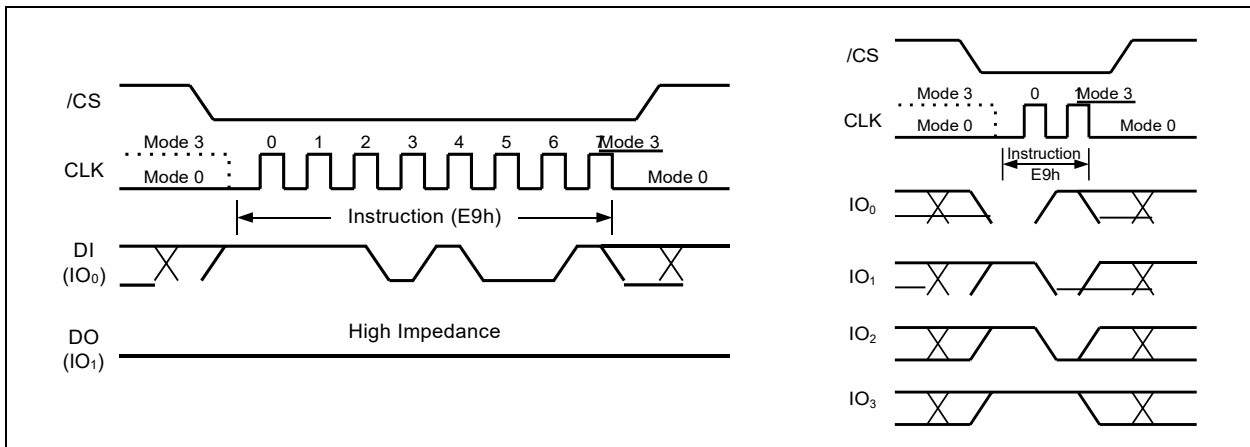 /CS
Mode 3 0 1 2 3 4 5 6 7 Mode 3
CLK
Mode 0 Mode 0
Instruction (E9h)
DI
(IO0)
High Impedance
DO
(IO1)
/CS
Mode 3 0 1 Mode 3
CLK
Mode 0 Mode 0
Instruction
E9h
IO0
IO1
IO2
IO3